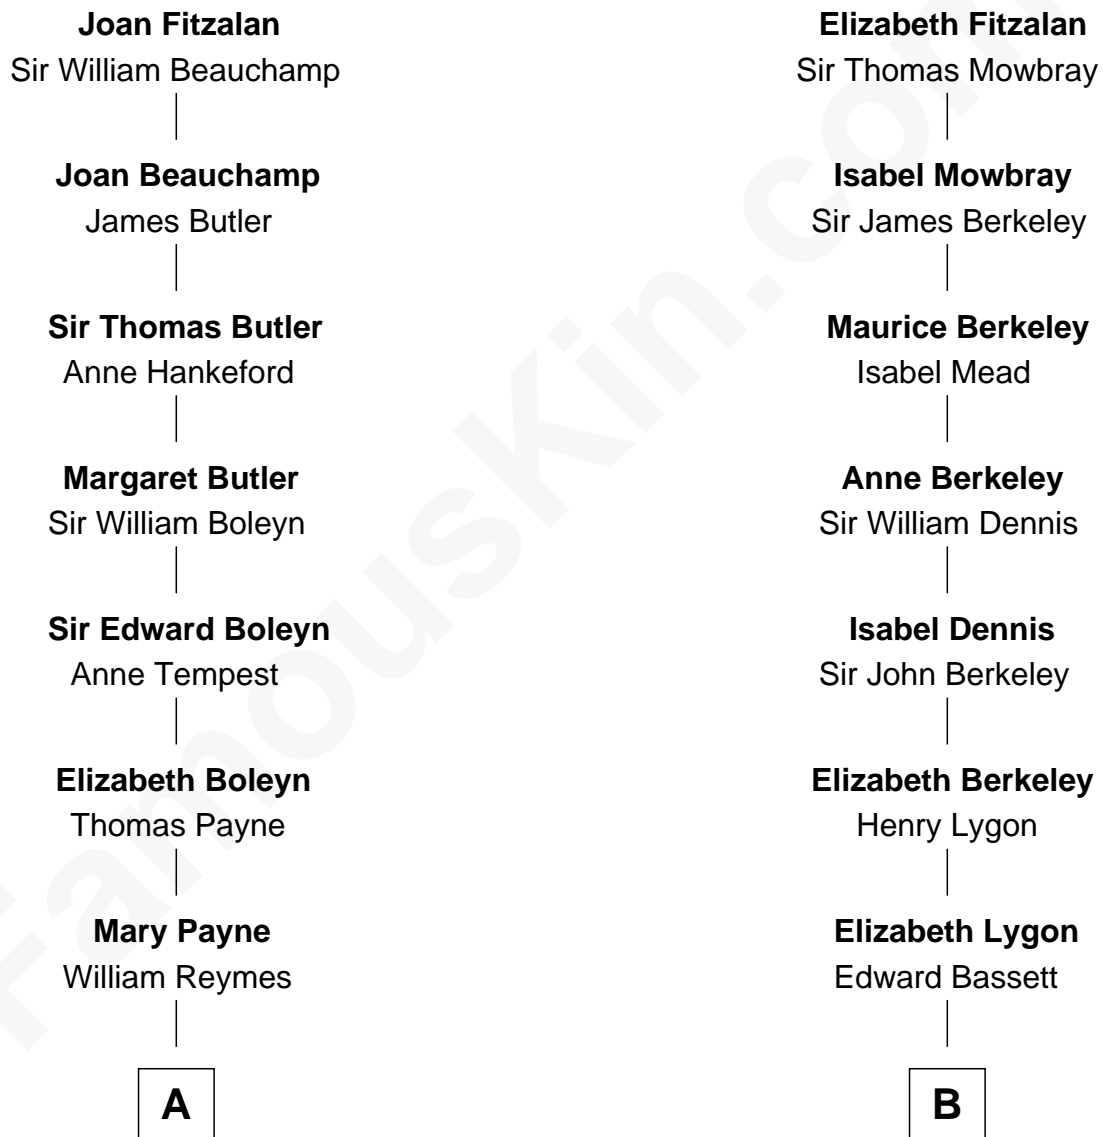 Joan Fitzalan
Sir William Beauchamp
Joan Beauchamp
James Butler
Sir Thomas Butler
Anne Hankeford
Margaret Butler
Sir William Boleyn
Sir Edward Boleyn
Anne Tempest
Elizabeth Boleyn
Thomas Payne
Mary Payne
William Reymes
A
Elizabeth Fitzalan
Sir Thomas Mowbray
Isabel Mowbray
Sir James Berkeley
Maurice Berkeley
Isabel Mead
Anne Berkeley
Sir William Dennis
Isabel Dennis
Sir John Berkeley
Elizabeth Berkeley
Henry Lygon
Elizabeth Lygon
Edward Bassett
B
FamousKin.com